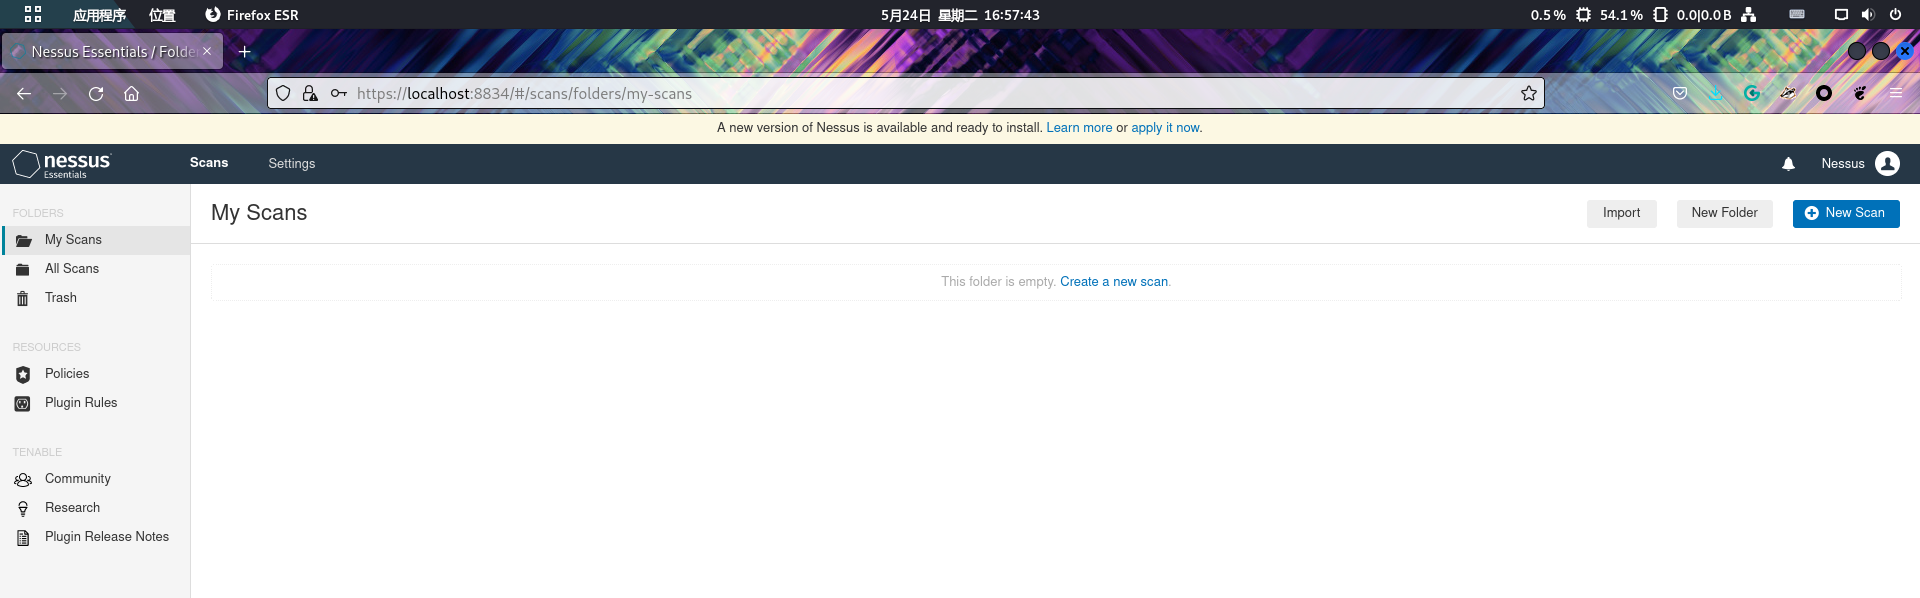 应用程序 位置 Firefox ESR 5月24日 星期二 16:57:43 0.5% 54.1% 0.0|0.0B
Nessus Essentials / Folde
https://localhost:8834/#/scans/folders/my-scans
A new version of Nessus is available and ready to install. Learn more or apply it now.
nessus Essentials Scans Settings Nessus
FOLDERS
My Scans
All Scans
Trash
RESOURCES
Policies
Plugin Rules
TENABLE
Community
Research
Plugin Release Notes
My Scans Import New Folder New Scan
This folder is empty. Create a new scan.